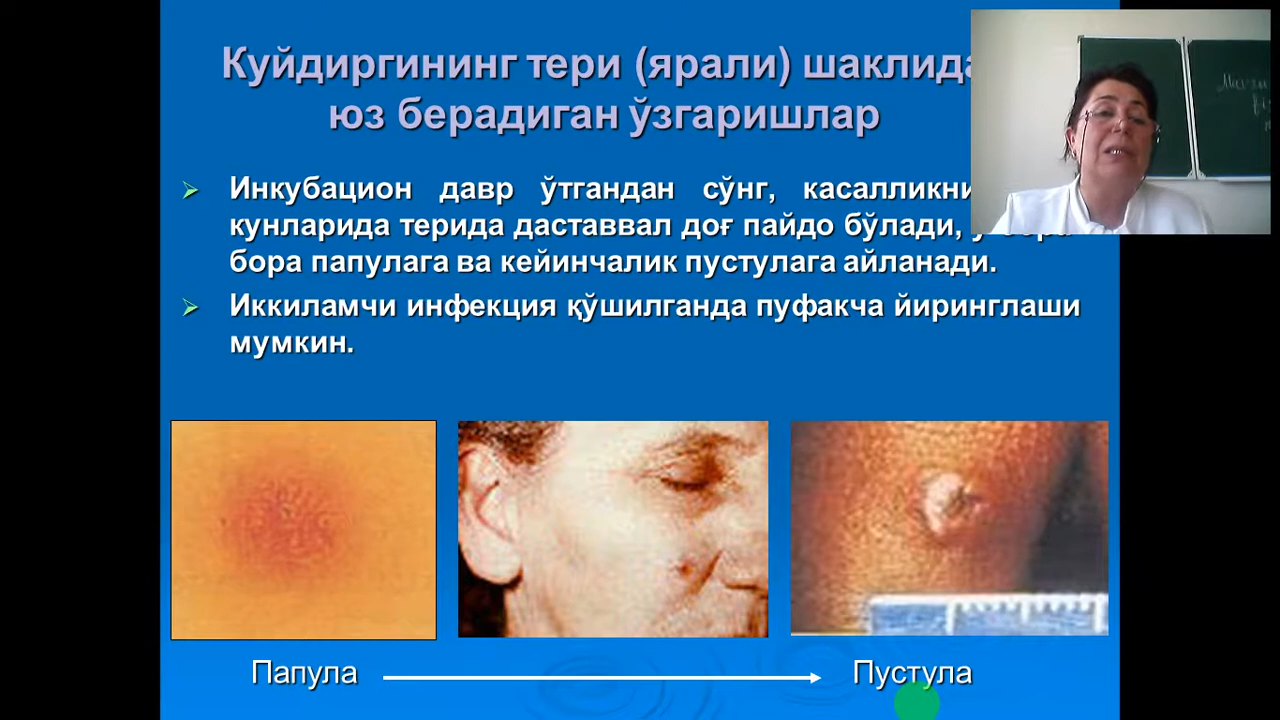 Куйдиргининг тери (ярали) шаклида
юз берадиган ўзгаришлар
Инкубацион давр ўтгандан сўнг,
кунларида терида даставвал доғ пайдо бўлади,
бора папулага ва кейинчалик пустулага айланади.
Иккиламчи инфекция қўшилганда пуфакча йиринглаши
мумкин.
Папула
Пустула